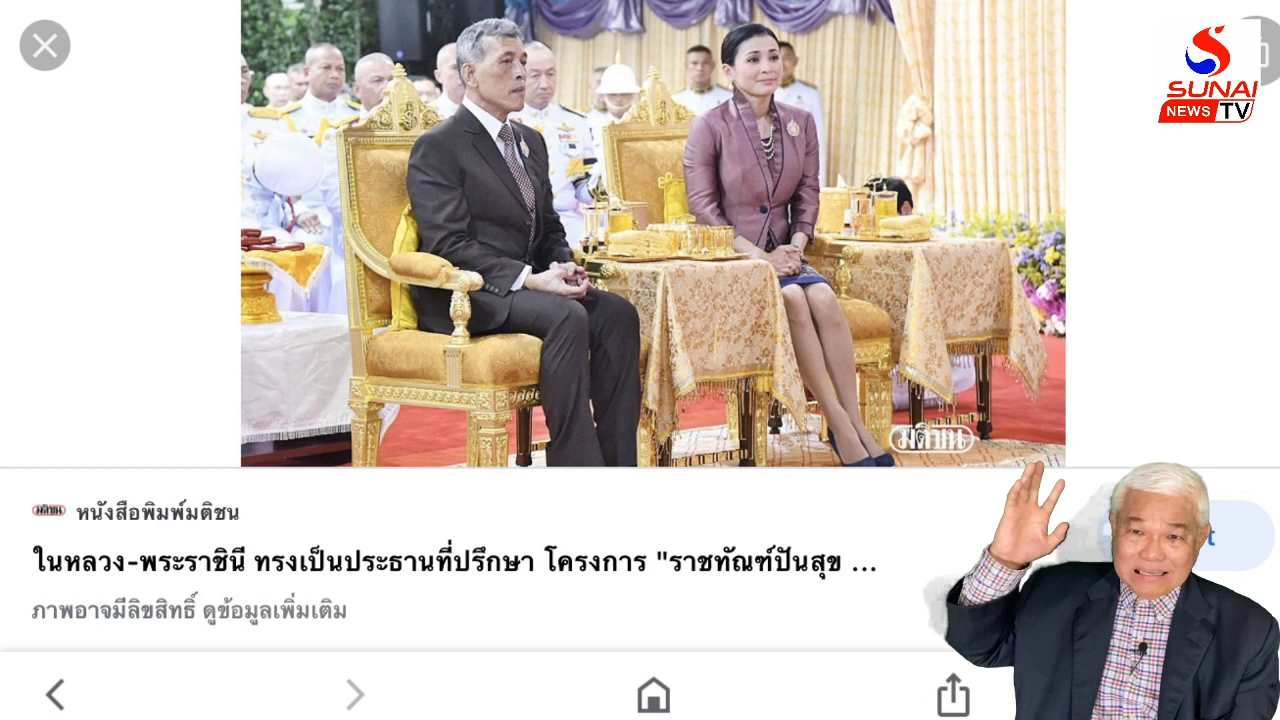 SUNAI
NEWS TV
มติชน
มติชน หนังสือพิมพ์มติชน
ในหลวง-พระราชินี ทรงเป็นประธานที่ปรึกษา โครงการ "ราชทัณฑ์ปันสุข ...
ภาพอาจมีลิขสิทธิ์ ดูข้อมูลเพิ่มเติม